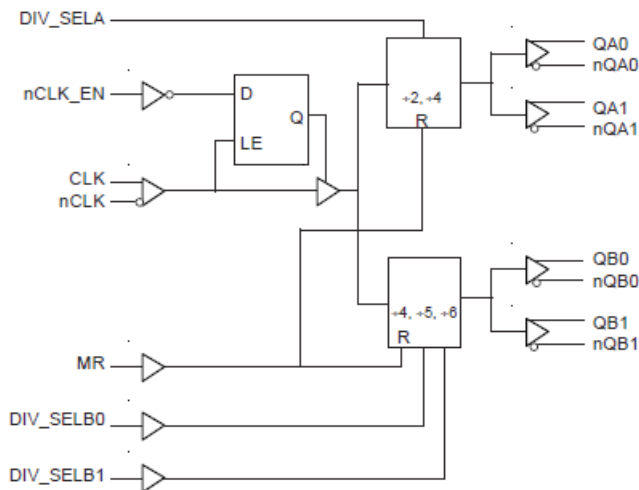 DIV_SELA
QA0
nQA0
nCLK_EN
D
Q
LE
÷2, ÷4
R
QA1
nQA1
CLK
nCLK
QB0
nQB0
÷4, ÷5, ÷6
R
QB1
nQB1
MR
DIV_SELB0
DIV_SELB1